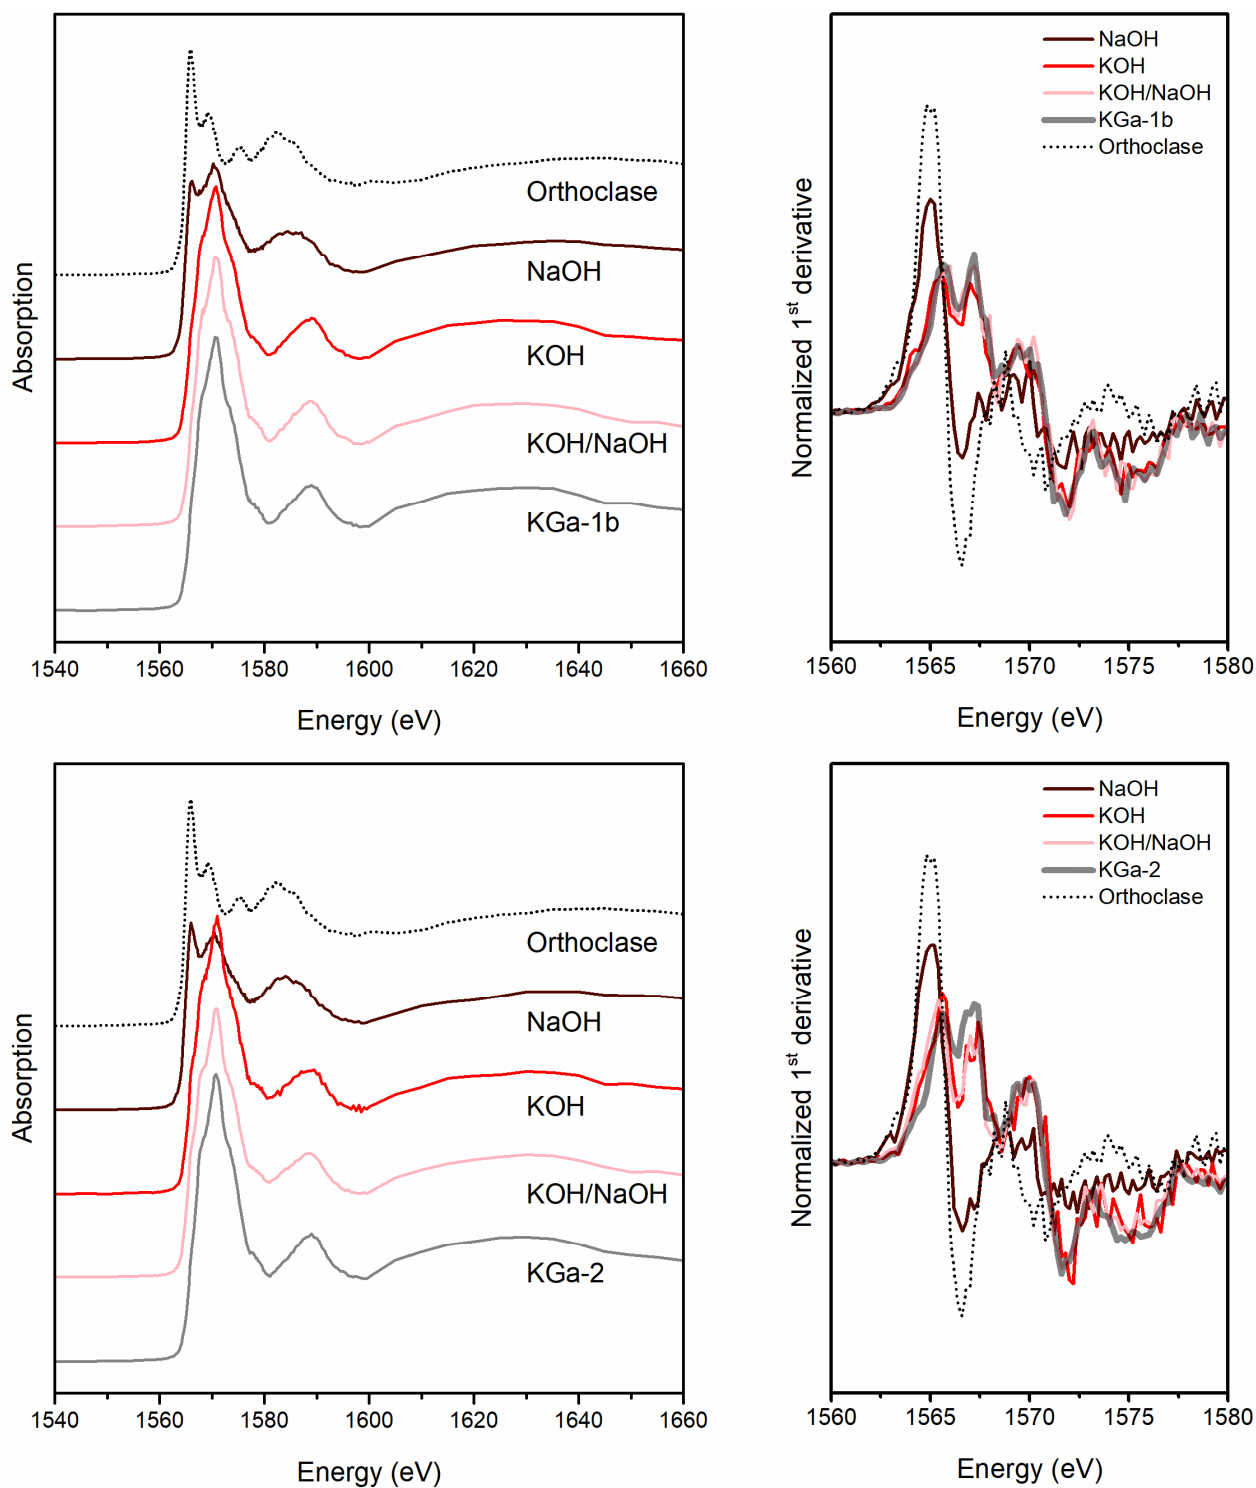 Absorption
Orthoclase
NaOH
KOH
KOH/NaOH
KGa-1b
1540 1560 1580 1600 1620 1640 1660
Energy (eV)
Normalized 1st derivative
NaOH
KOH
KOH/NaOH
KGa-1b
Orthoclase
1560 1565 1570 1575 1580
Energy (eV)
Absorption
Orthoclase
NaOH
KOH
KOH/NaOH
KGa-2
1540 1560 1580 1600 1620 1640 1660
Energy (eV)
Normalized 1st derivative
NaOH
KOH
KOH/NaOH
KGa-2
Orthoclase
1560 1565 1570 1575 1580
Energy (eV)